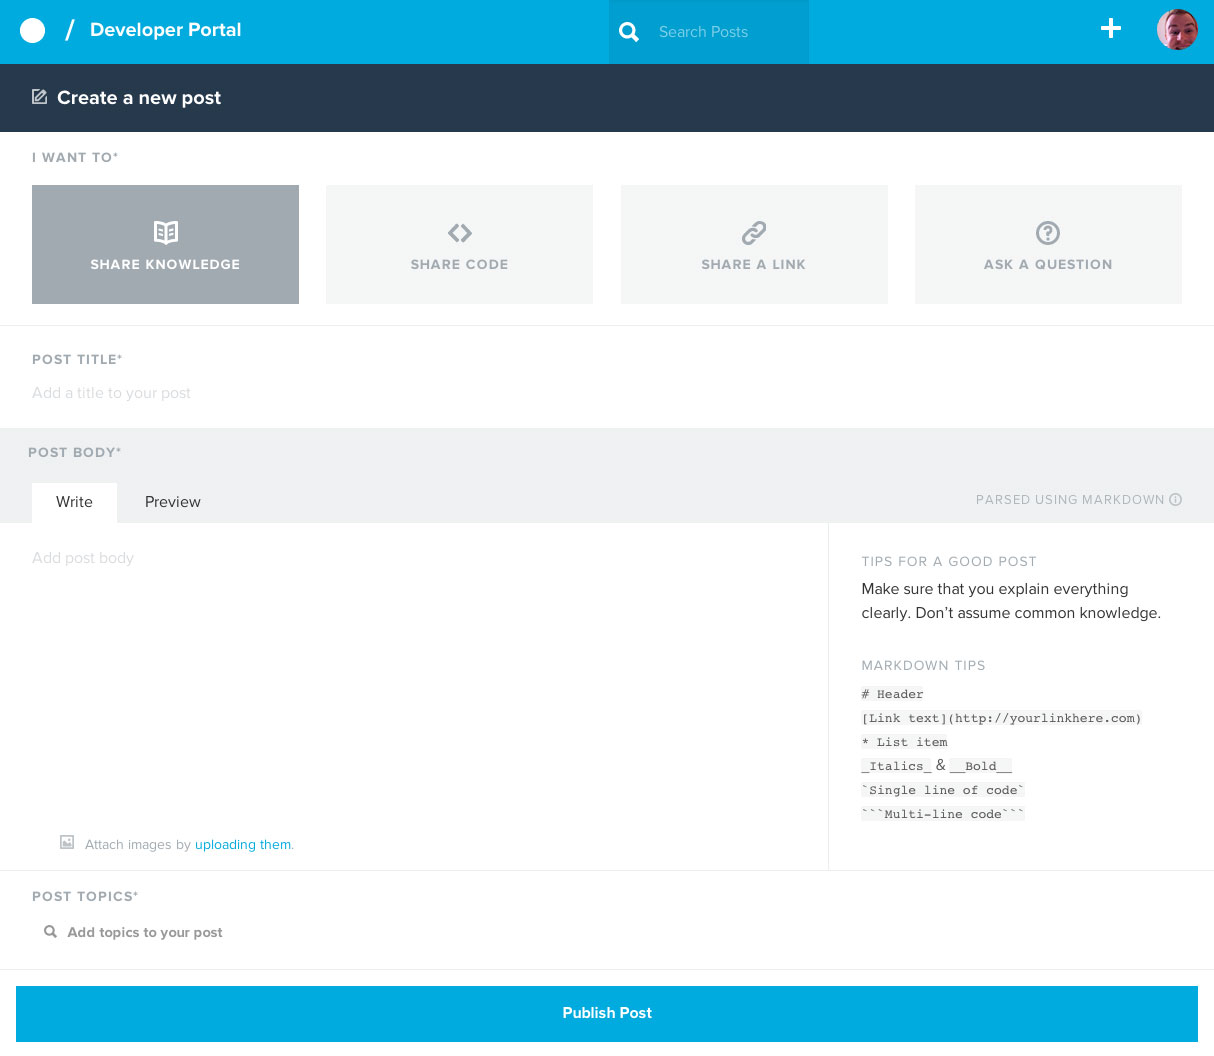 / Developer Portal
Search Posts
Create a new post
I WANT TO*
SHARE KNOWLEDGE
SHARE CODE
SHARE A LINK
ASK A QUESTION
POST TITLE*
Add a title to your post
POST BODY*
Write
Preview
PARSED USING MARKDOWN
Add post body
TIPS FOR A GOOD POST
Make sure that you explain everything
clearly. Don’t assume common knowledge.
MARKDOWN TIPS
# Header
[Link text](http://yourlinkhere.com)
* List item
_Italics_ & __Bold__
`Single line of code`
```Multi-line code```
Attach images by uploading them.
POST TOPICS*
Add topics to your post
Publish Post